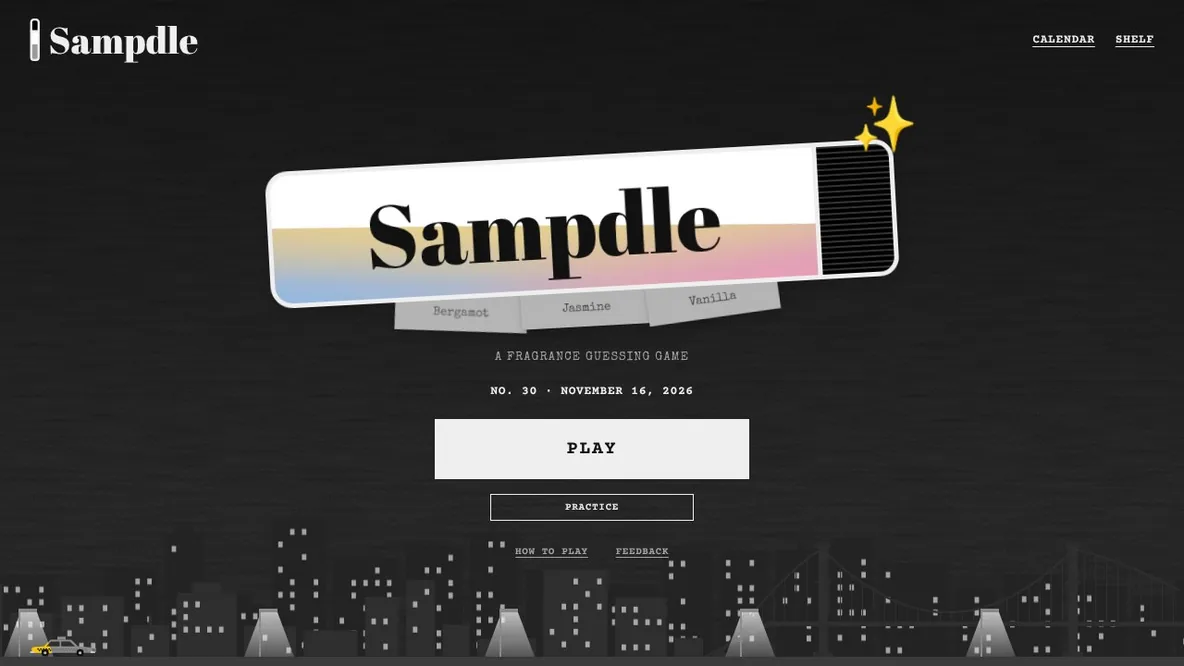 Sampdle
CALENDAR
SHELF
Sampdle
Bergamot
Jasmine
Vanilla
A FRAGRANCE GUESSING GAME
NO. 30 · NOVEMBER 16, 2026
PLAY
PRACTICE
HOW TO PLAY
FEEDBACK